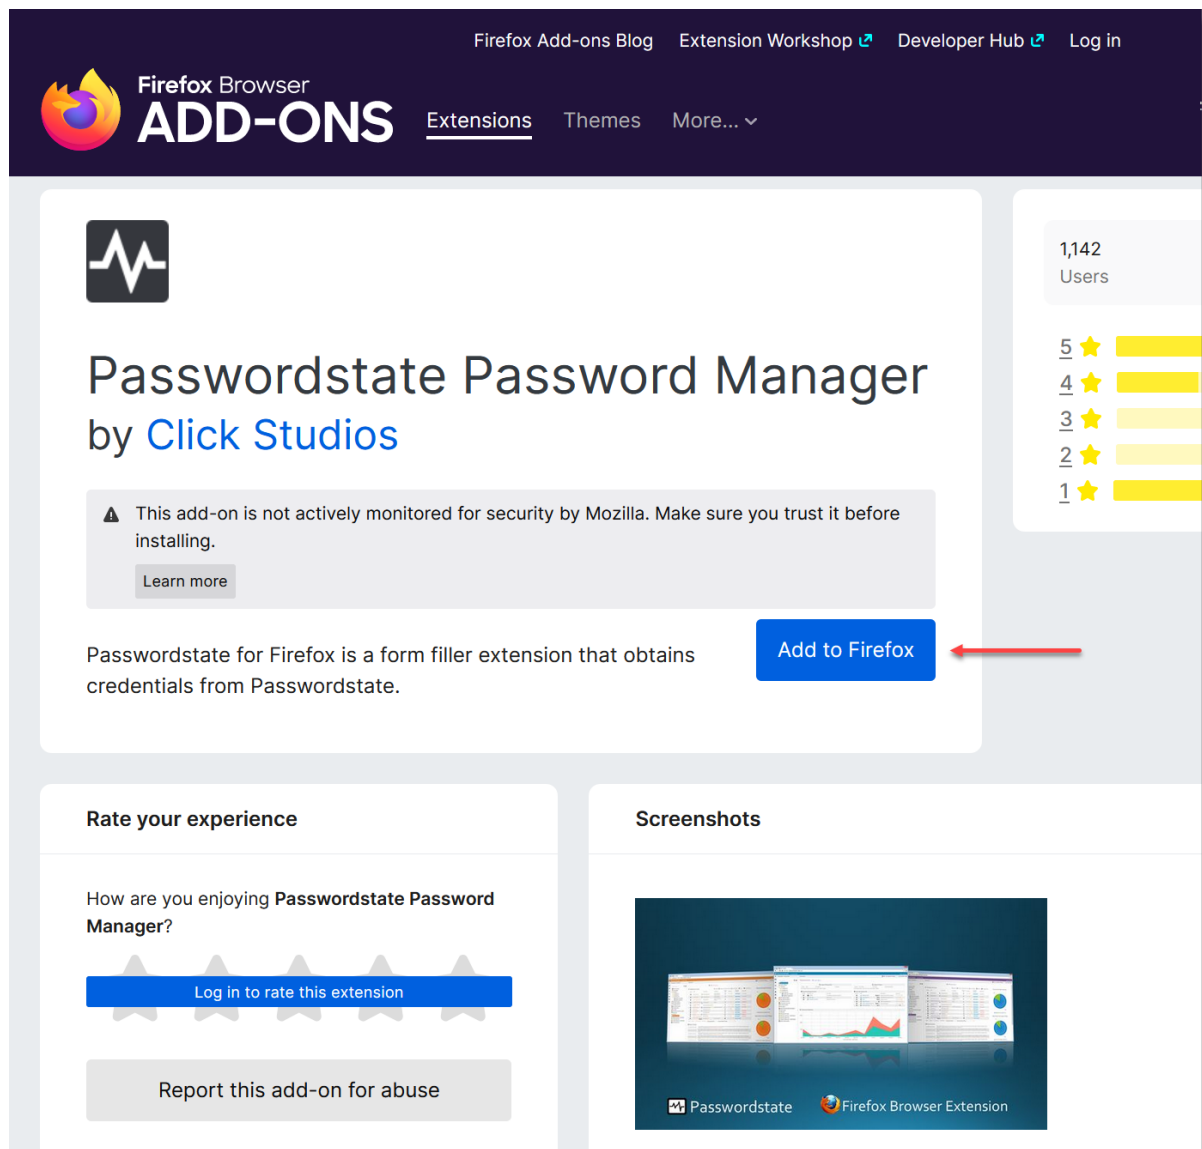 Firefox Add-ons Blog Extension Workshop Developer Hub Log in
Firefox Browser
ADD-ONS
Extensions Themes More...
Passwordstate Password Manager
by Click Studios
This add-on is not actively monitored for security by Mozilla. Make sure you trust it before
installing.
Learn more
Passwordstate for Firefox is a form filler extension that obtains
credentials from Passwordstate.
Add to Firefox
1,142
Users
5
4
3
2
1
Rate your experience
How are you enjoying Passwordstate Password
Manager?
Log in to rate this extension
Report this add-on for abuse
Screenshots
Passwordstate Firefox Browser Extension